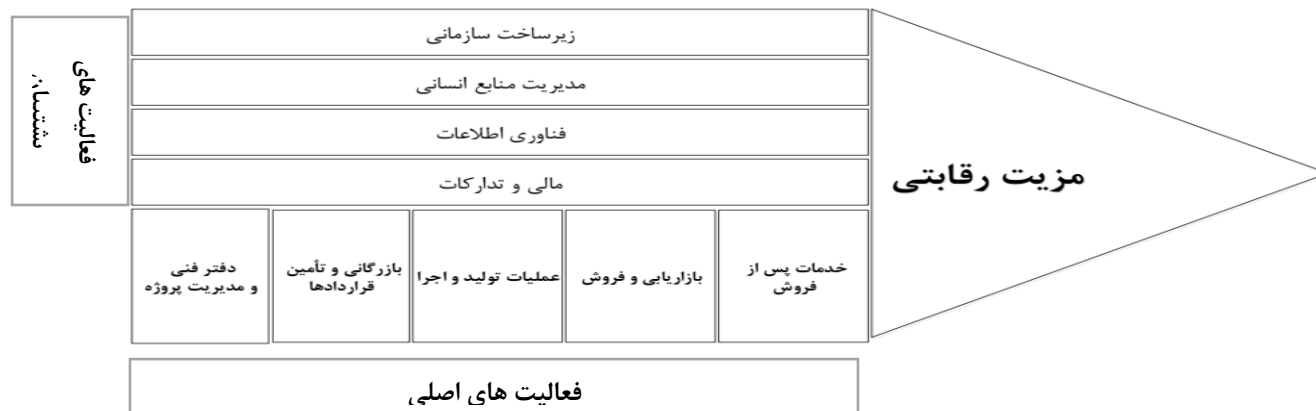 زیرساخت سازمانی
فعالیت های
مدیریت منابع انسانی
فناوری اطلاعات
مالی و تدارکات
مزیت رقابتی
خدمات پس از
فروش
بازاریابی و فروش
عملیات تولید و اجرا
بازرگانی و تأمین
قراردادها
دفتر فنی
و مدیریت پروژه
فعالیت های اصلی